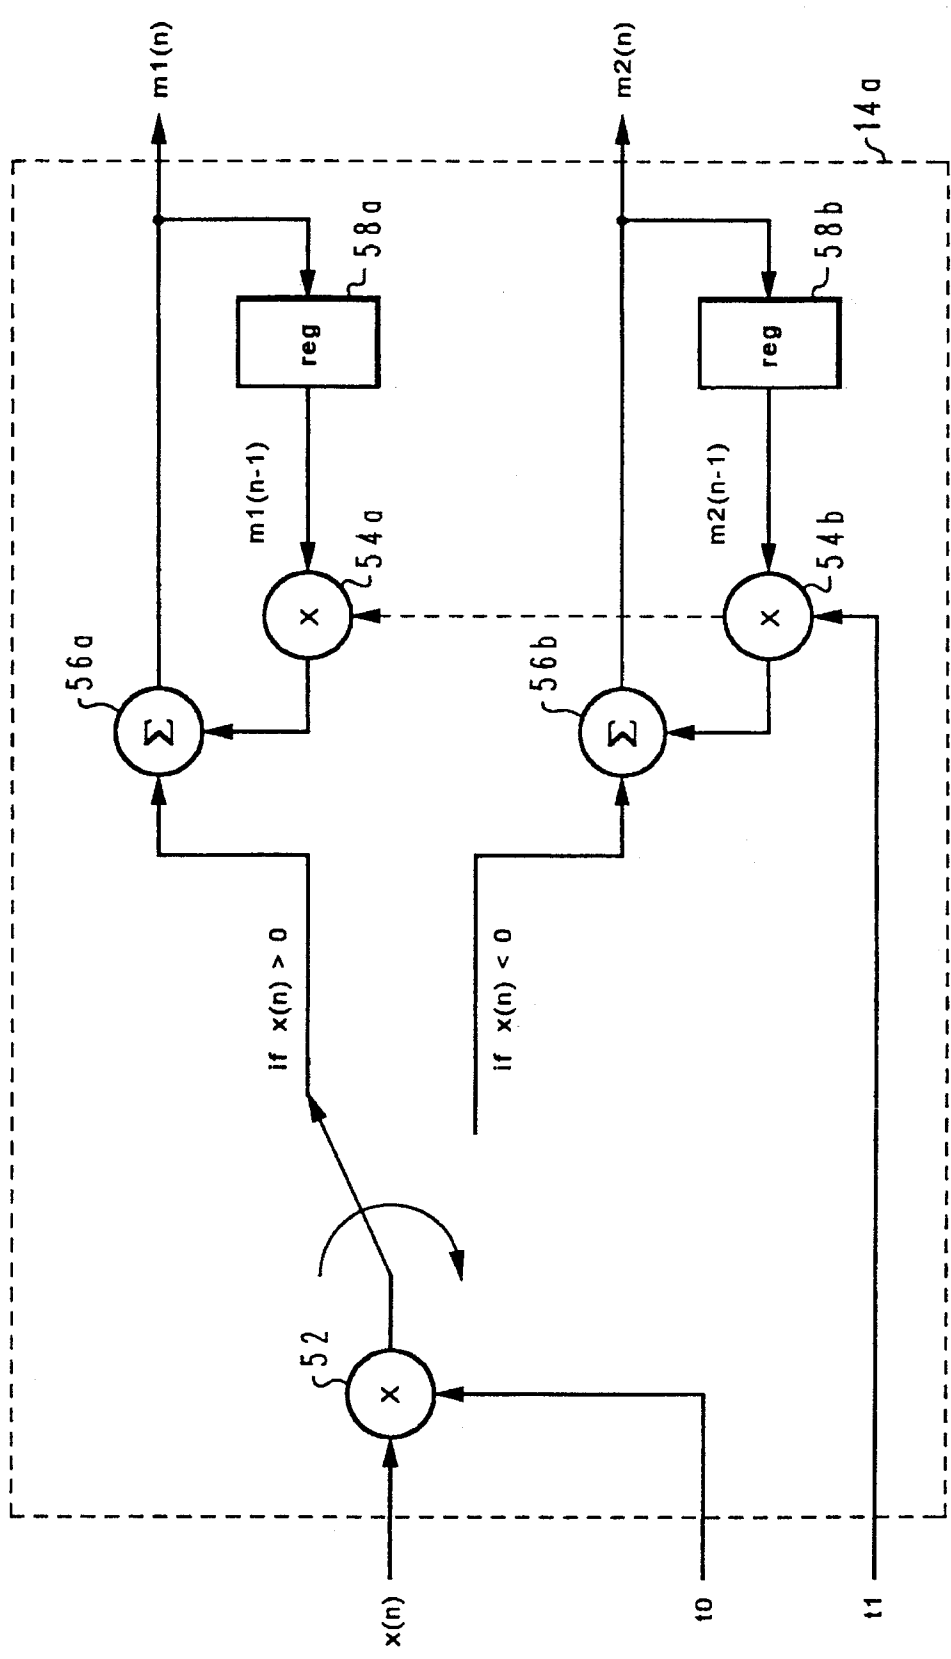 x(n)
t0
t1
X
52
if x(n) > 0
if x(n) < 0
Σ
56a
X
54a
m1(n-1)
reg
58a
m1(n)
Σ
56b
X
54b
m2(n-1)
reg
58b
m2(n)
14a